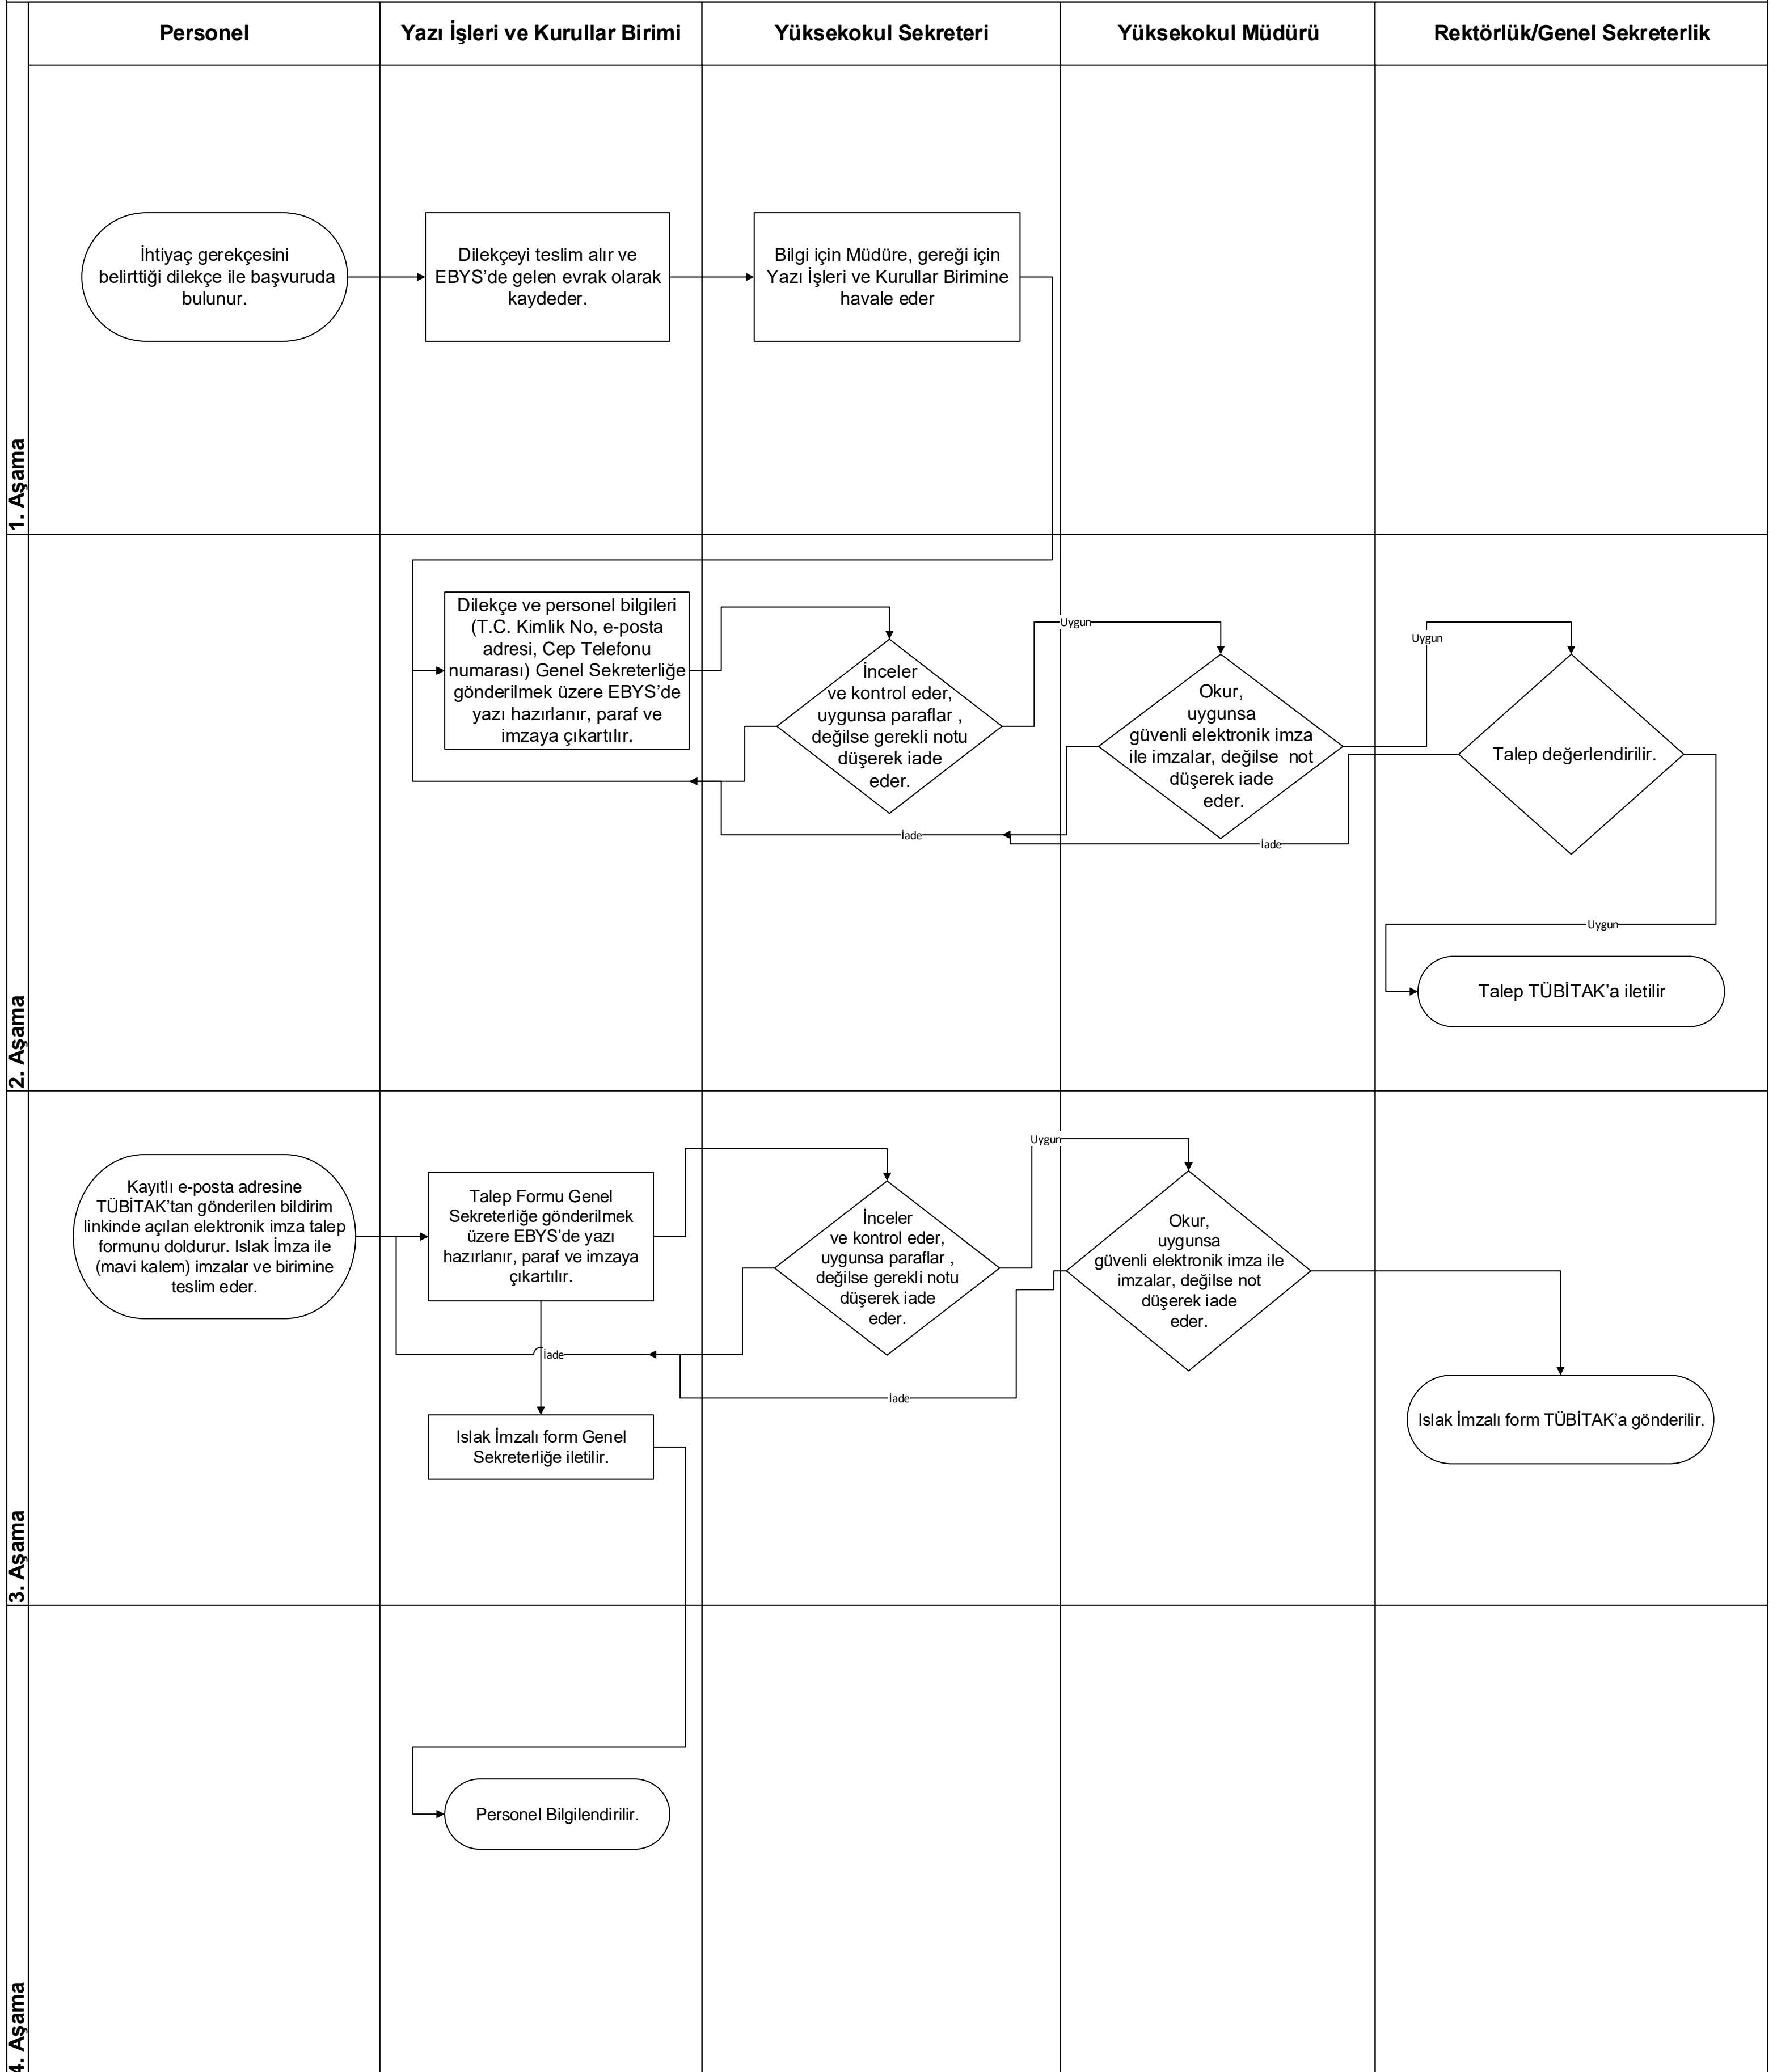 Personel
Yazı İşleri ve Kurullar Birimi
Yüksekokul Sekreteri
Yüksekokul Müdürü
Rektörlük/Genel Sekreterlik
1. Aşama
İhtiyaç gerekçesini
belirttiği dilekçe ile başvuruda
bulunur.
Dilekçeyi teslim alır ve
EBYS’de gelen evrak olarak
kaydeder.
Bilgi için Müdüre, gereği için
Yazı İşleri ve Kurullar Birimine
havale eder
2. Aşama
Dilekçe ve personel bilgileri
(T.C. Kimlik No, e-posta
adresi, Cep Telefonu
numarası) Genel Sekreterliğe
gönderilmek üzere EBYS’de
yazı hazırlanır, paraf ve
imzaya çıkartılır.
İnceler
ve kontrol eder,
uygunsa paraflar ,
değilse gerekli notu
düşerek iade
eder.
Uygun
Okur,
uygunsa
güvenli elektronik imza
ile imzalar, değilse  not
düşerek iade
eder.
Uygun
Talep değerlendirilir.
İade
İade
Uygun
Talep TÜBİTAK’a iletilir
3. Aşama
Kayıtlı e-posta adresine
TÜBİTAK’tan gönderilen bildirim
linkinde açılan elektronik imza talep
formunu doldurur. Islak İmza ile
(mavi kalem) imzalar ve birimine
teslim eder.
Talep Formu Genel
Sekreterliğe gönderilmek
üzere EBYS’de yazı
hazırlanır, paraf ve imzaya
çıkartılır.
İnceler
ve kontrol eder,
uygunsa paraflar ,
değilse gerekli notu
düşerek iade
eder.
Uygun
Okur,
uygunsa
güvenli elektronik imza ile
imzalar, değilse not
düşerek iade
eder.
İade
İade
Islak İmzalı form Genel
Sekreterliğe iletilir.
Islak İmzalı form TÜBİTAK’a gönderilir.
4. Aşama
Personel Bilgilendirilir.